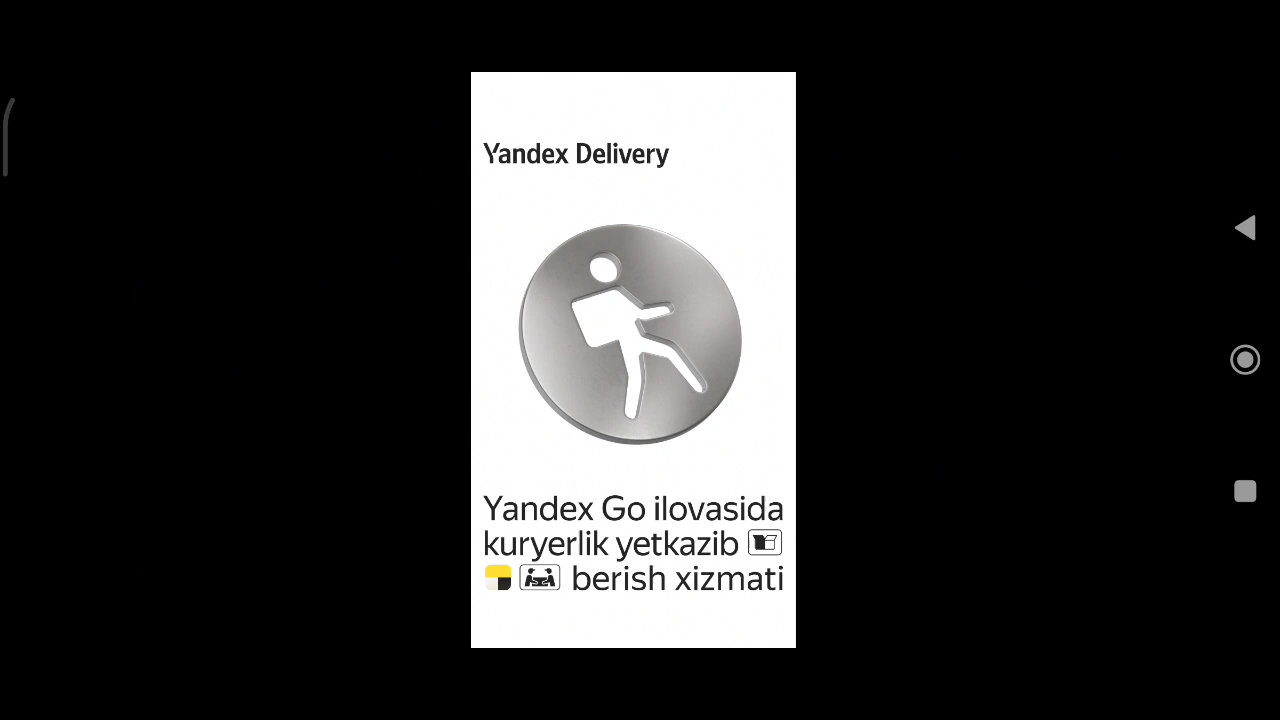 Yandex Delivery
Yandex Go ilovasida
kuryerlik yetkazib
berish xizmati